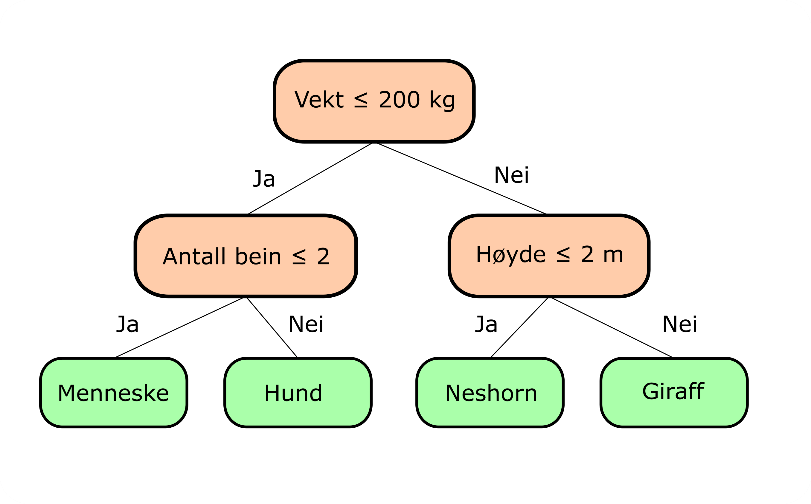 Vekt ≤ 200 kg
Ja
Nei
Antall bein ≤ 2
Høyde ≤ 2 m
Ja
Nei
Ja
Nei
Menneske
Hund
Neshorn
Giraff